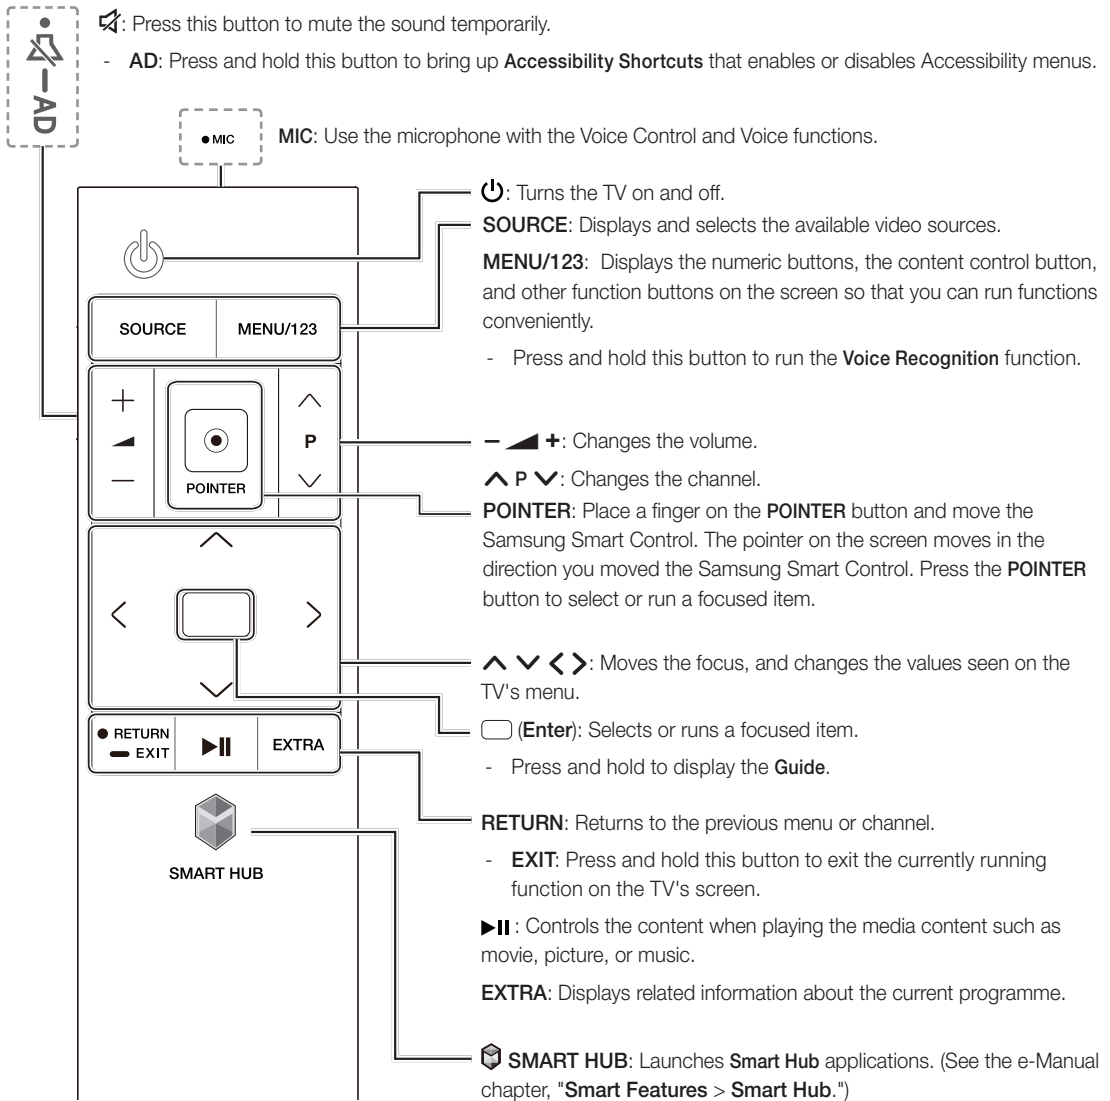 AD
: Press this button to mute the sound temporarily.
- AD: Press and hold this button to bring up Accessibility Shortcuts that enables or disables Accessibility menus.
MIC
MIC: Use the microphone with the Voice Control and Voice functions.
: Turns the TV on and off.
SOURCE: Displays and selects the available video sources.
MENU/123: Displays the numeric buttons, the content control button,
and other function buttons on the screen so that you can run functions
conveniently.
- Press and hold this button to run the Voice Recognition function.
SOURCE
MENU/123
+
−
P
POINTER
− +: Changes the volume.
P : Changes the channel.
POINTER: Place a finger on the POINTER button and move the
Samsung Smart Control. The pointer on the screen moves in the
direction you moved the Samsung Smart Control. Press the POINTER
button to select or run a focused item.
: Moves the focus, and changes the values seen on the
TV's menu.
(Enter): Selects or runs a focused item.
- Press and hold to display the Guide.
RETURN
EXIT
EXTRA
RETURN: Returns to the previous menu or channel.
- EXIT: Press and hold this button to exit the currently running
function on the TV's screen.
: Controls the content when playing the media content such as
movie, picture, or music.
EXTRA: Displays related information about the current programme.
SMART HUB
SMART HUB: Launches Smart Hub applications. (See the e-Manual
chapter, "Smart Features > Smart Hub.")